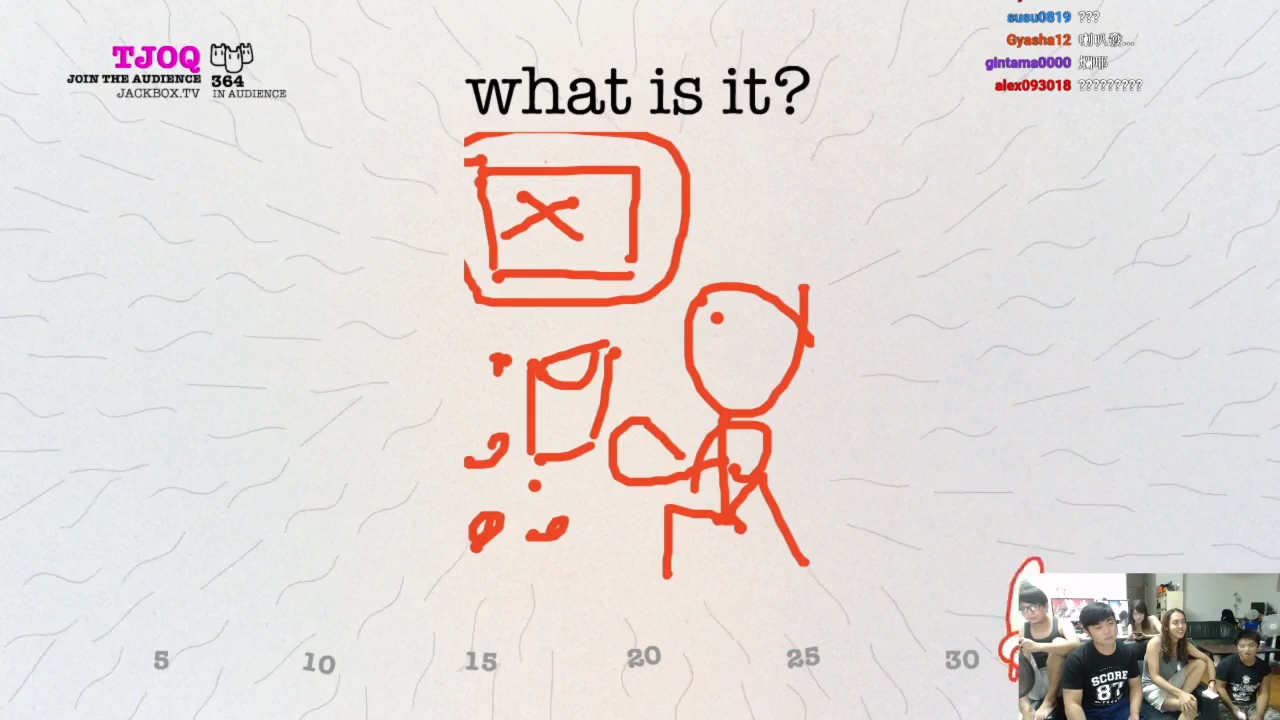 TJOQ
JOIN THE AUDIENCE
JACKBOX.TV
364
IN AUDIENCE
what is it?
susu0819 ???
Gyasha12
gintama0000
alex093018 ?????????
5 10 15 20 25 30
SCORE
87